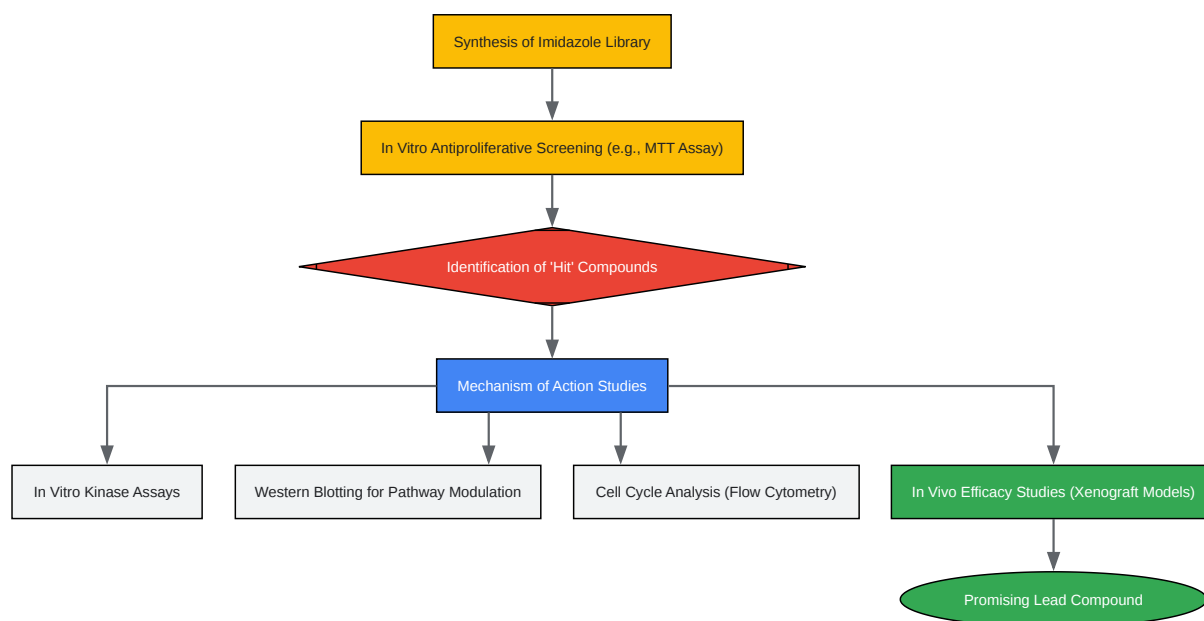 Synthesis of Imidazole Library
In Vitro Antiproliferative Screening (e.g., MTT Assay)
Identification of 'Hit' Compounds
Mechanism of Action Studies
In Vitro Kinase Assays
Western Blotting for Pathway Modulation
Cell Cycle Analysis (Flow Cytometry)
In Vivo Efficacy Studies (Xenograft Models)
Promising Lead Compound